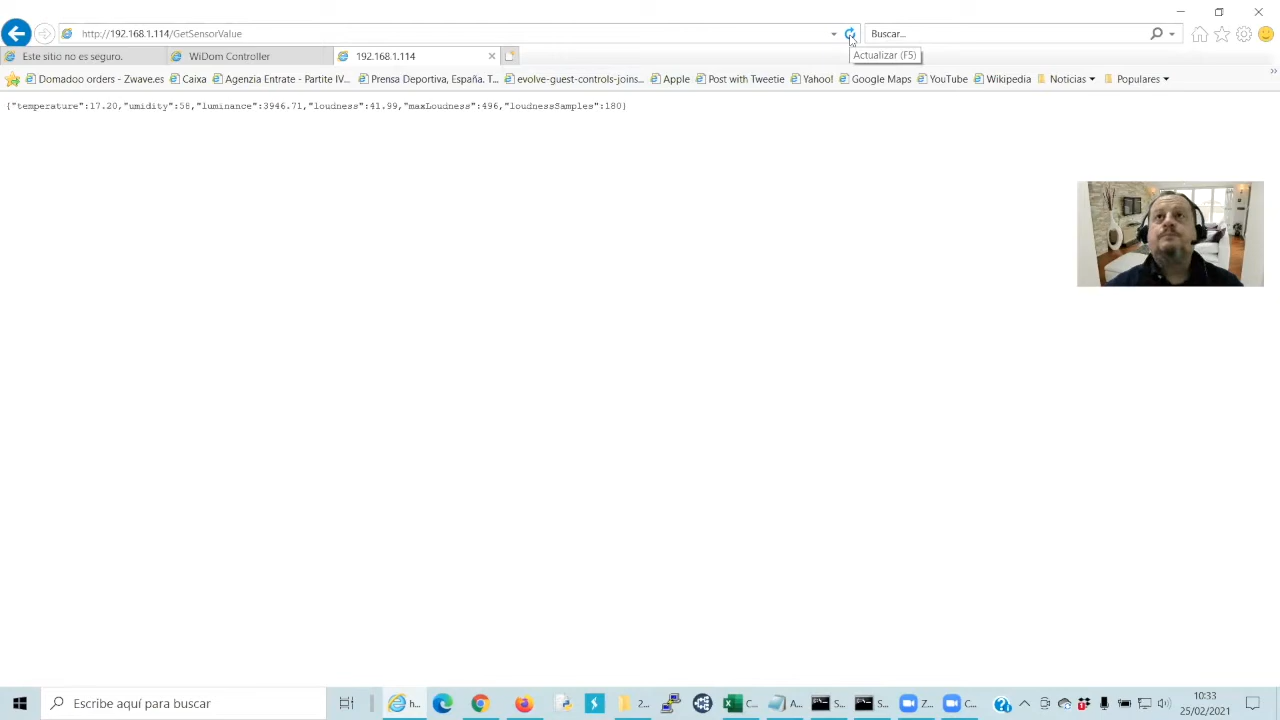 http://192.168.1.114/GetSensorValue
Buscar...
Este sitio no es seguro.
WiDom Controller
192.168.1.114
Actualizar (F5)
Domadoo orders - Zwave...
Caixa
Agenzia Entrate - Partite IV...
Prensa Deportiva, España. T...
evolve-guest-controls-joins...
Apple
Post with Tweetie
Yahoo!
Google Maps
YouTube
Wikipedia
Noticias
Populares
{"temperature":17.20,"umidity":58,"luminance":3946.71,"loudness":41.99,"maxLoudness":496,"loudnessSamples":180}
Escribe aquí para buscar
h...
2...
C...
A...
S...
S...
Z...
C...
10:33
25/02/2021